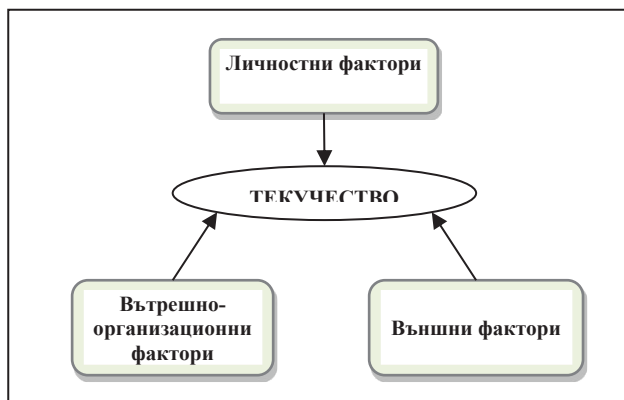 Личностни фактори
ТЕКУЧЕСТВО
Вътрешно-
организационни
фактори
Външни фактори